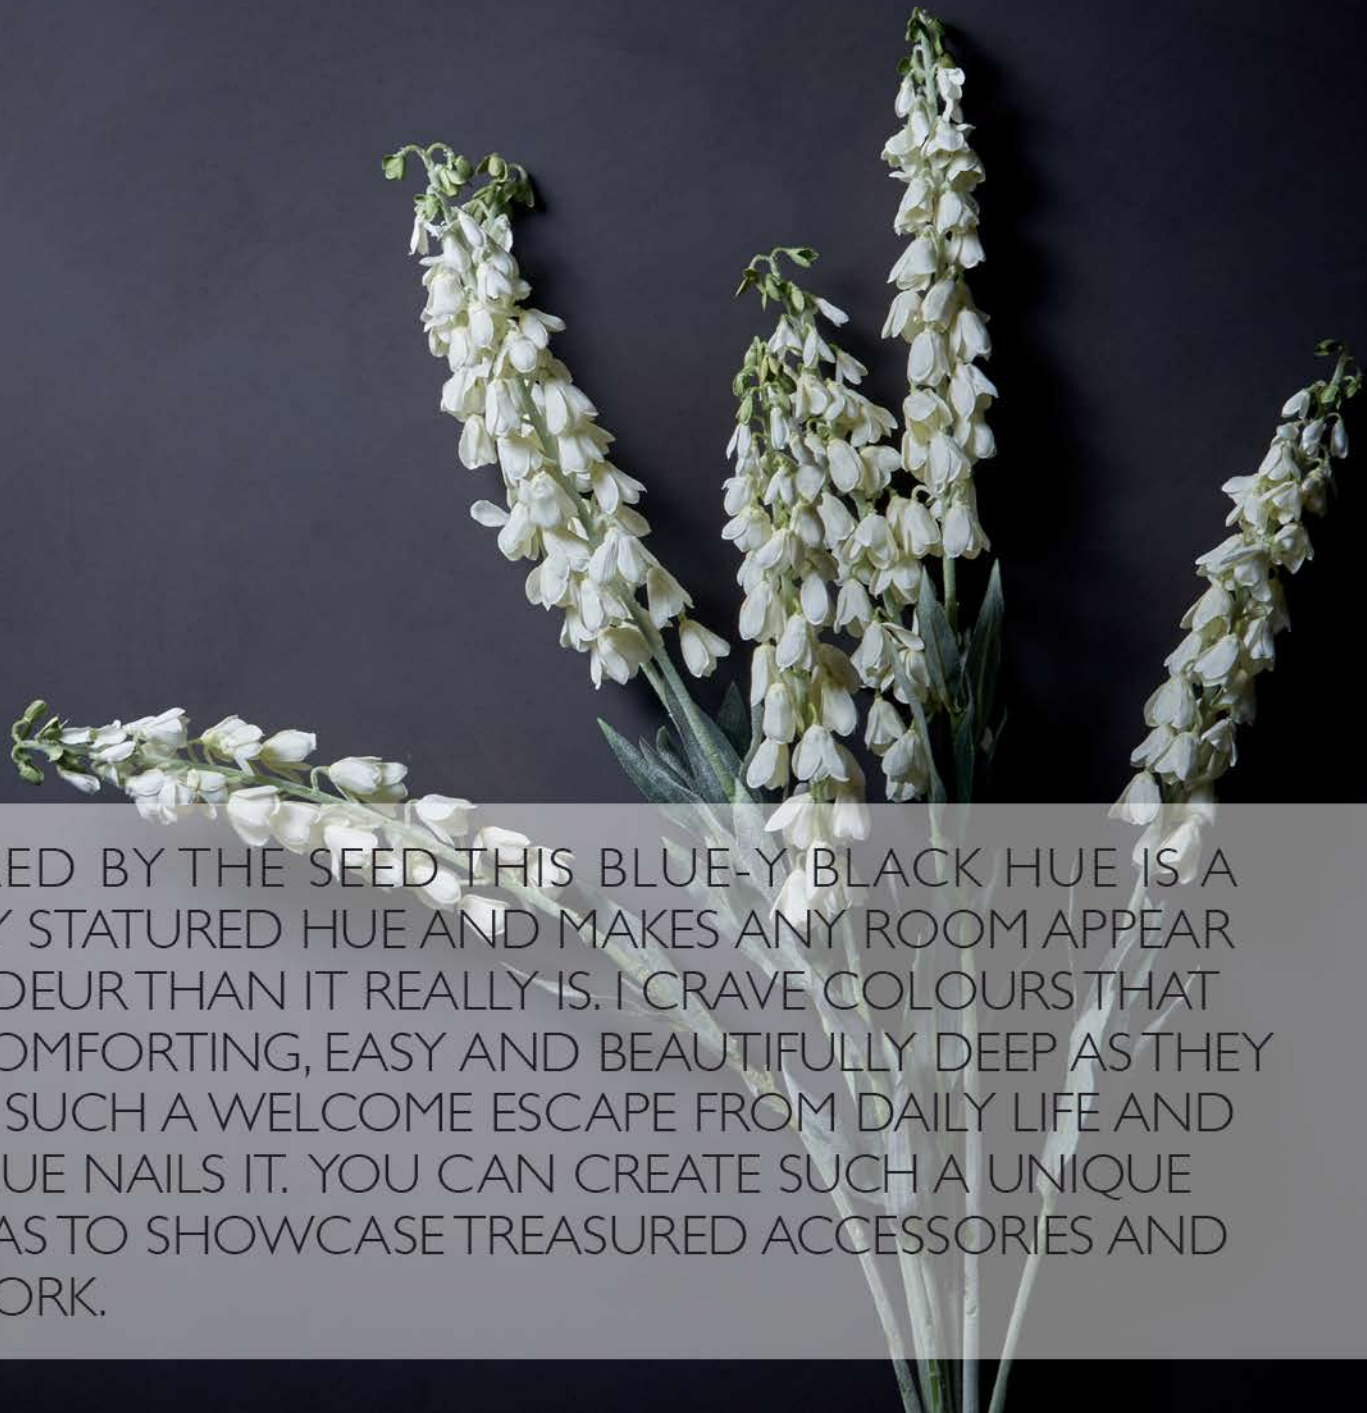 RED BY THE SEED THIS BLUE-Y BLACK HUE IS A
Y STATURED HUE AND MAKES ANY ROOM APPEAR
DEUR THAN IT REALLY IS. I CRAVE COLOURS THAT
OMFORTING, EASY AND BEAUTIFULLY DEEP AS THEY
SUCH A WELCOME ESCAPE FROM DAILY LIFE AND
UE NAILS IT. YOU CAN CREATE SUCH A UNIQUE
AS TO SHOWCASE TREASURED ACCESSORIES AND
ORK.